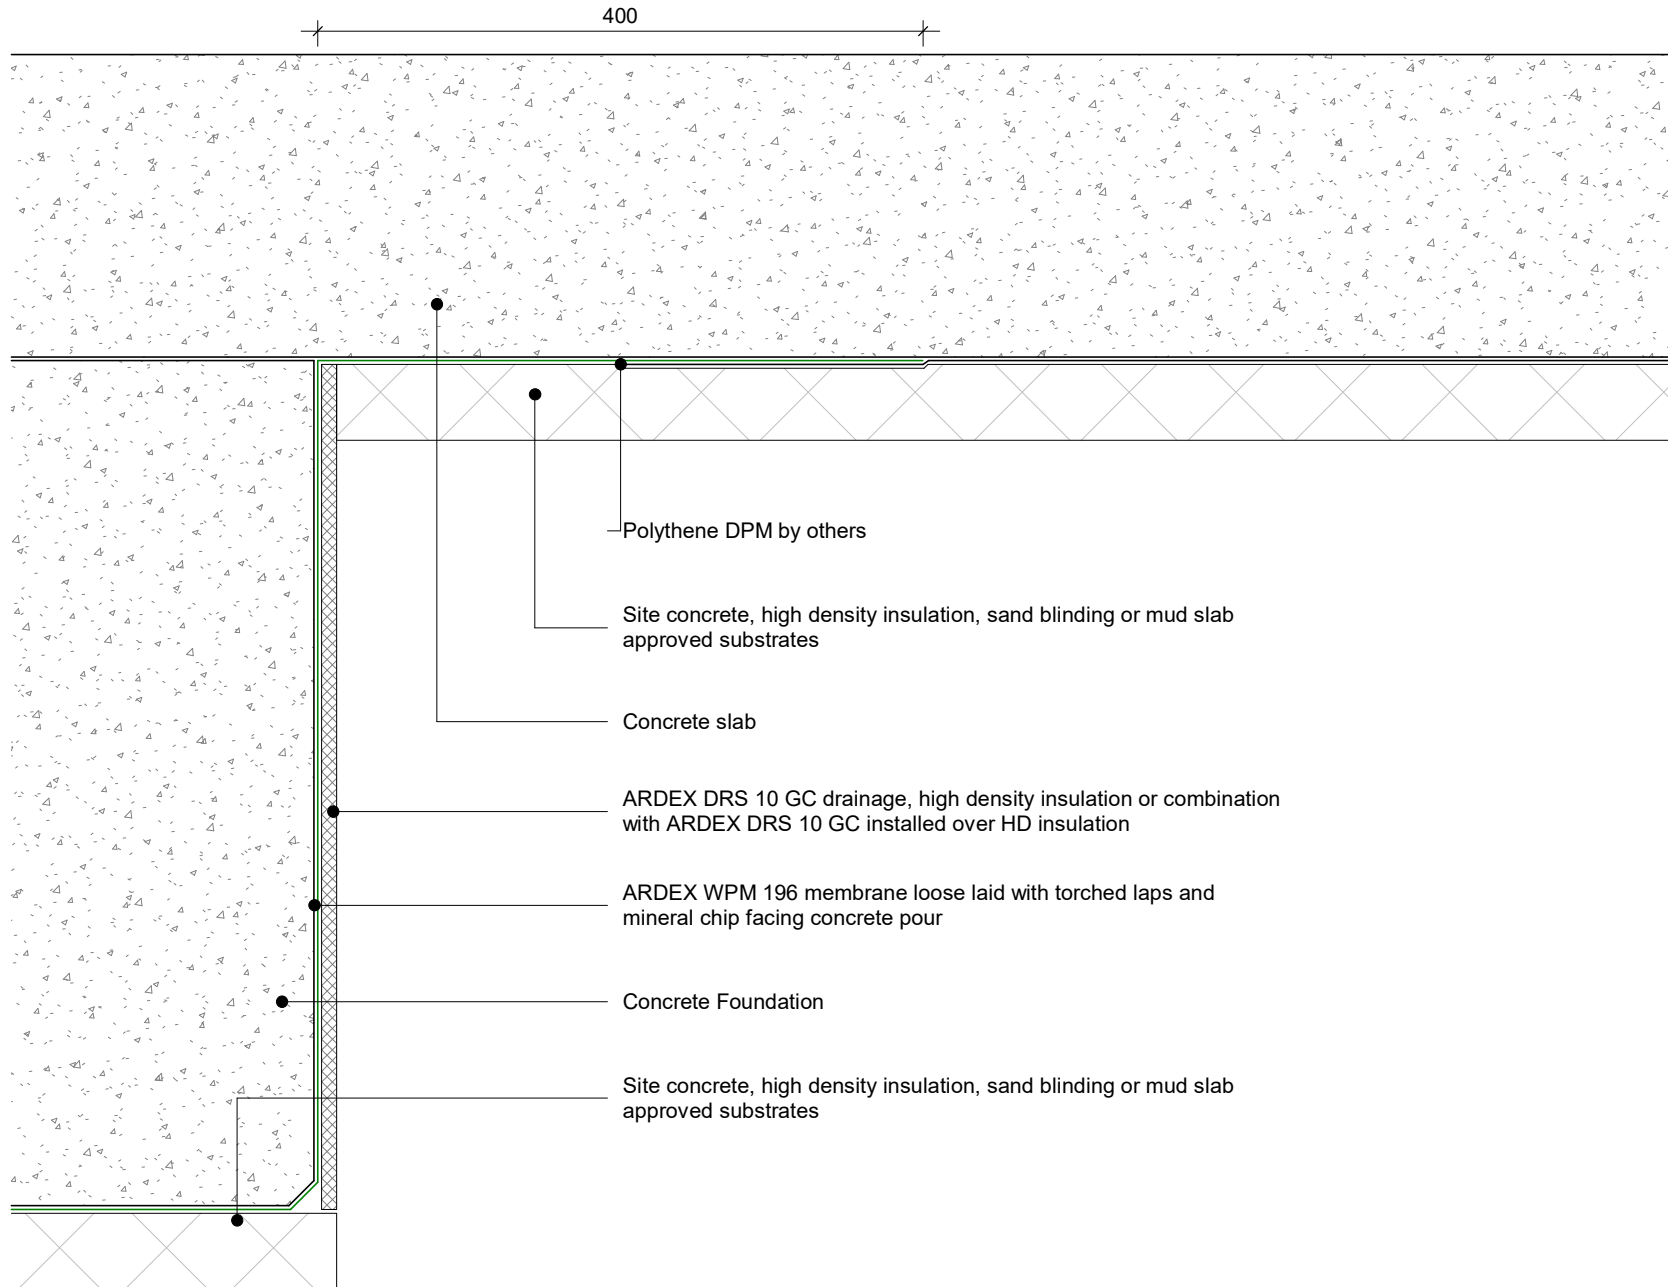 400
Polythene DPM by others
Site concrete, high density insulation, sand blinding or mud slab
approved substrates
Concrete slab
ARDEX DRS 10 GC drainage, high density insulation or combination
with ARDEX DRS 10 GC installed over HD insulation
ARDEX WPM 196 membrane loose laid with torched laps and
mineral chip facing concrete pour
Concrete Foundation
Site concrete, high density insulation, sand blinding or mud slab
approved substrates